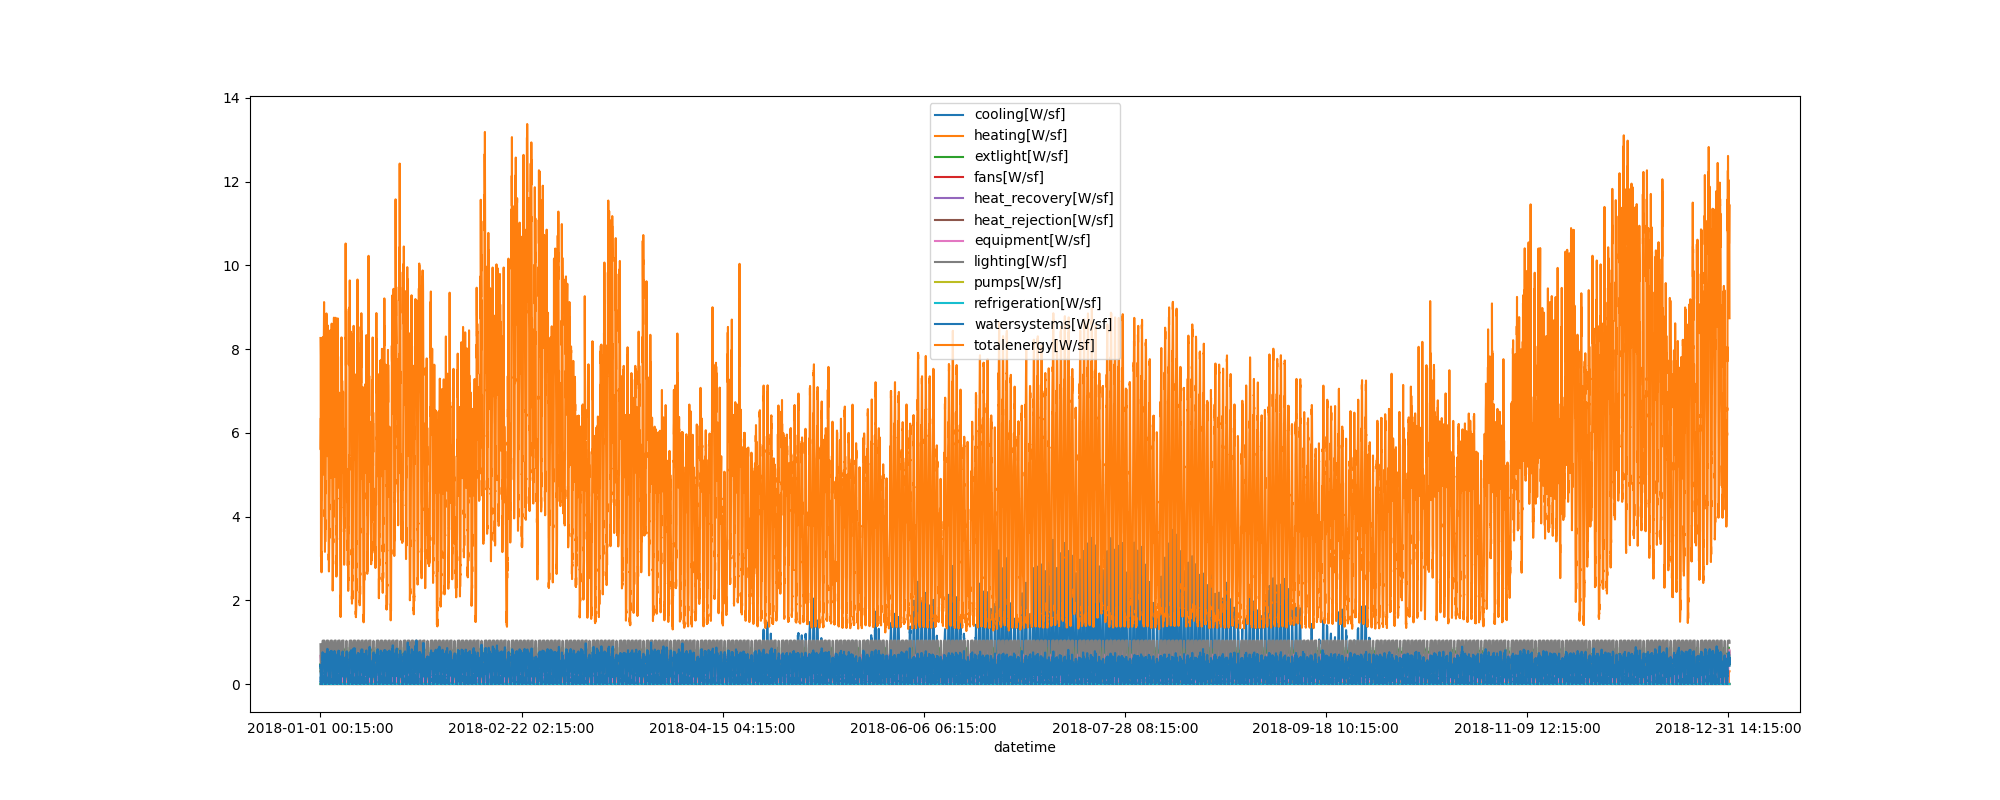 14
12
10
8
6
4
2
0
cooling[W/sf]
heating[W/sf]
extlight[W/sf]
fans[W/sf]
heat_recovery[W/sf]
heat_rejection[W/sf]
equipment[W/sf]
lighting[W/sf]
pumps[W/sf]
refrigeration[W/sf]
watersystems[W/sf]
totalenergy[W/sf]
2018-01-01 00:15:00
2018-02-22 02:15:00
2018-04-15 04:15:00
2018-06-06 06:15:00
2018-07-28 08:15:00
2018-09-18 10:15:00
2018-11-09 12:15:00
2018-12-31 14:15:00
datetime